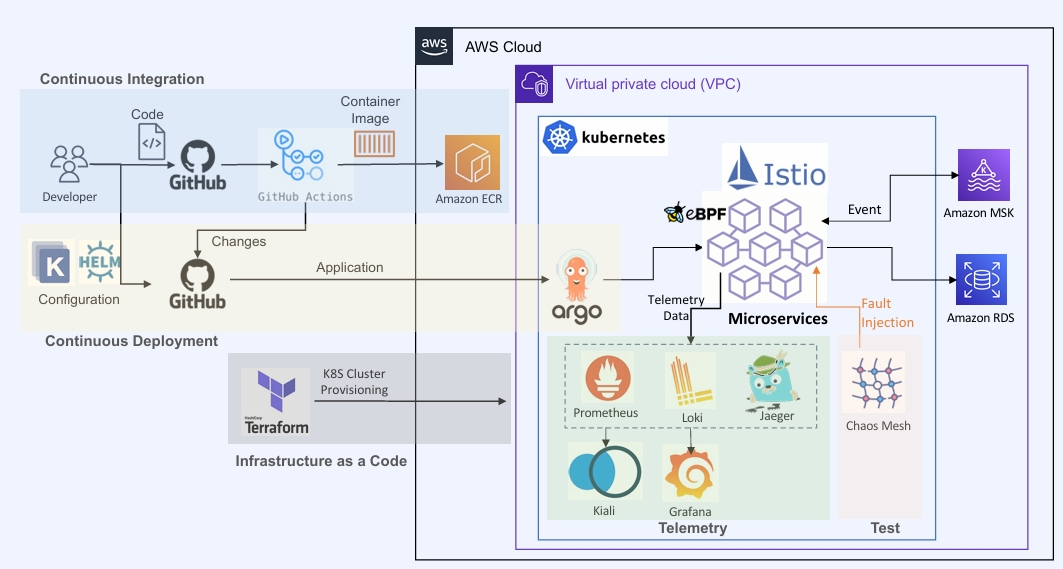 aws
AWS Cloud
Continuous Integration
Virtual private cloud (VPC)
Code
Container
Image
kubernetes
Developer
GitHub
GitHub Actions
Amazon ECR
Istio
eBPF
Event
Amazon MSK
Changes
K
HELM
Configuration
GitHub
Application
argo
Telemetry
Data
Microservices
Fault
Injection
Amazon RDS
Continuous Deployment
K8S Cluster
Provisioning
HashiCorp
Terraform
Infrastructure as a Code
Prometheus
Loki
Jaeger
Chaos Mesh
Kiali
Grafana
Telemetry
Test